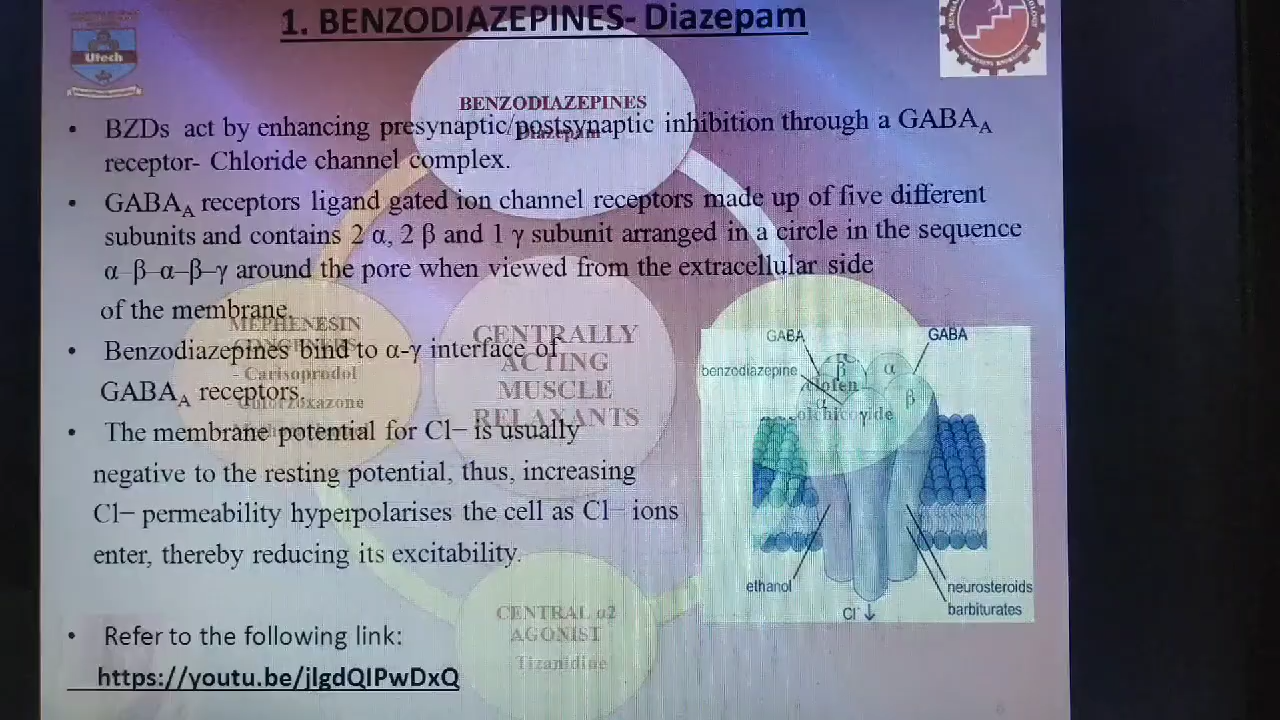 1. BENZODIAZEPINES- Diazepam
Utech
BENZODIAZEPINES
Diazepam
• BZDs act by enhancing presynaptic/postsynaptic inhibition through a GABAA
receptor- Chloride channel complex.
• GABAA receptors ligand gated ion channel receptors made up of five different
subunits and contains 2 α, 2 β and 1 γ subunit arranged in a circle in the sequence
α–β–α–β–γ around the pore when viewed from the extracellular side
of the membrane.
• Benzodiazepines bind to α-γ interface of
GABAA receptors.
• The membrane potential for Cl− is usually
negative to the resting potential, thus, increasing
Cl− permeability hyperpolarises the cell as Cl− ions
enter, thereby reducing its excitability.
• Refer to the following link:
https://youtu.be/jlgdQIPwDxQ
MEPHENESIN
- Carisoprodol
CENTRALLY
ACTING
MUSCLE
RELAXANTS
CENTRAL α2
AGONIST
Tizanidine
GABA
GABA
benzodiazepine
β
α
α
β
ethanol
neurosteroids
barbiturates
Cl⁻ ↓